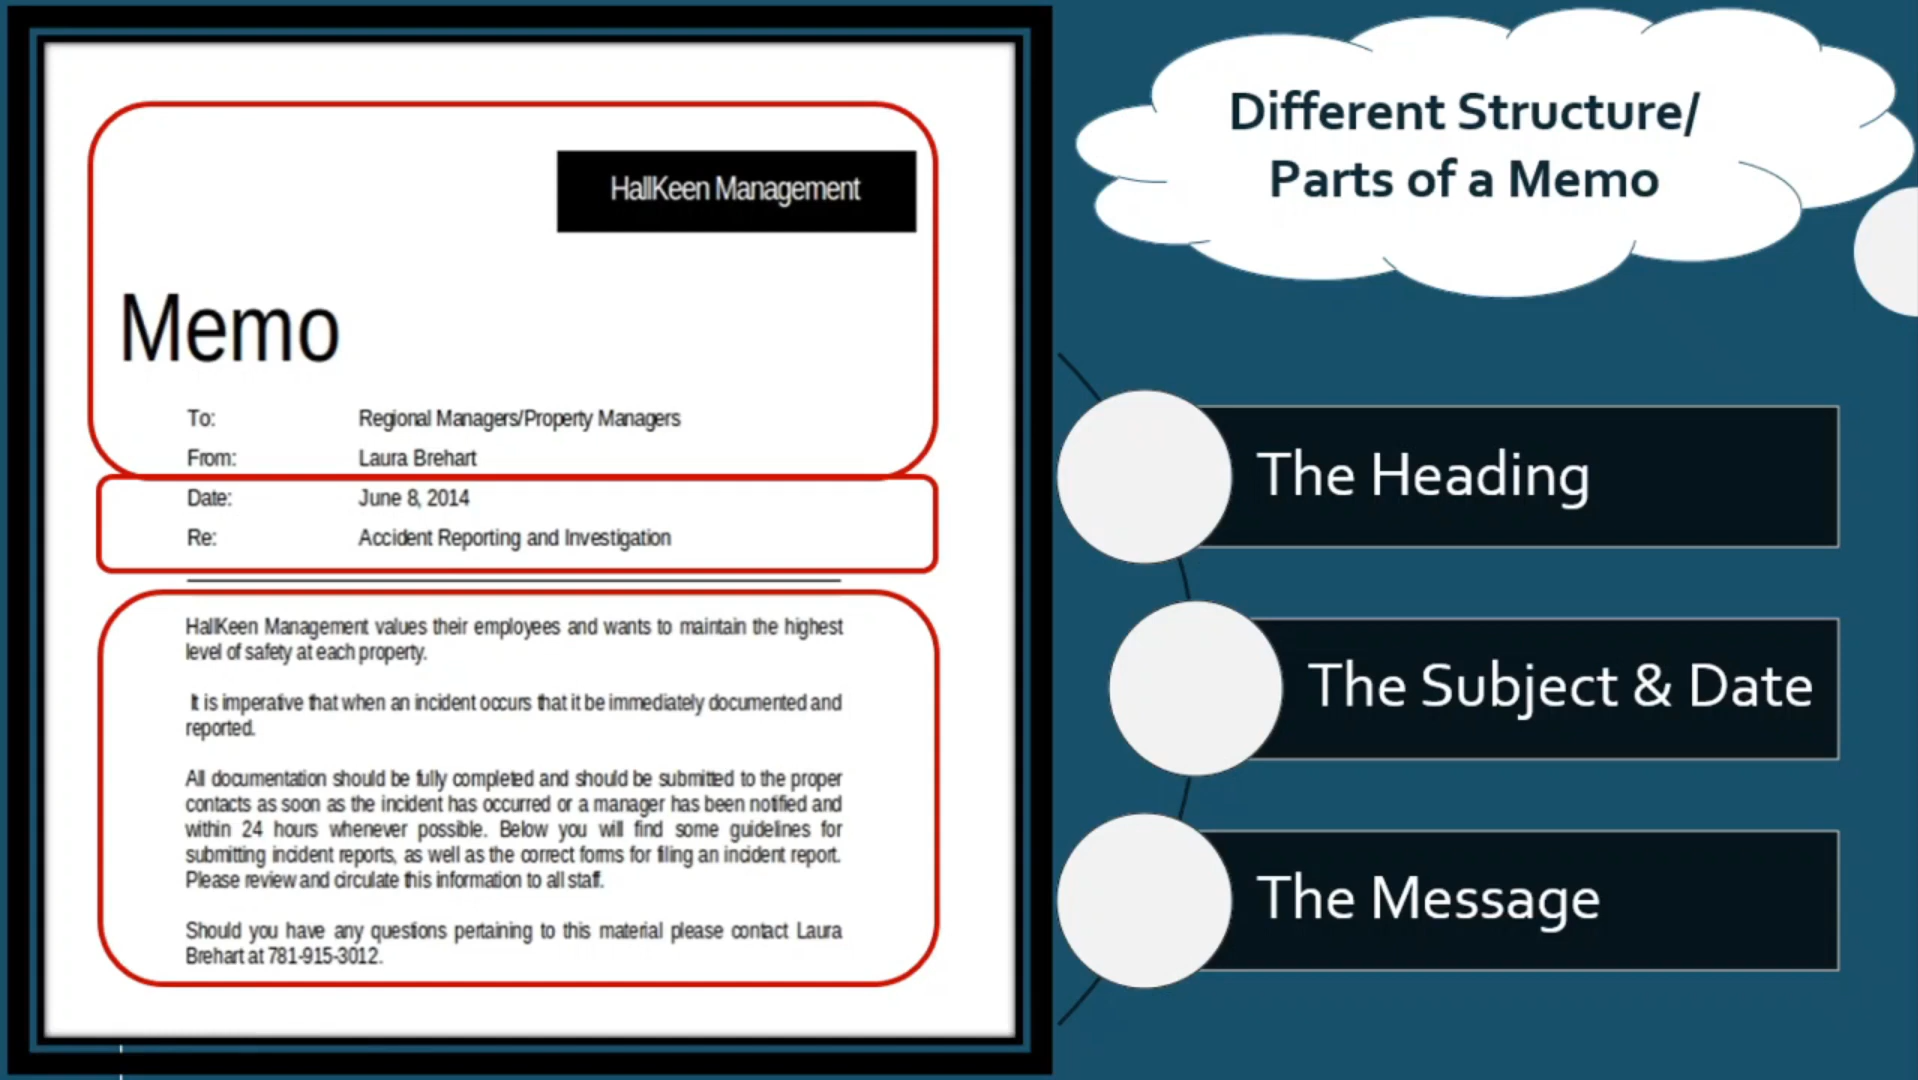 HallKeen Management
Memo
To: Regional Managers/Property Managers
From: Laura Brehart
Date: June 8, 2014
Re: Accident Reporting and Investigation
HallKeen Management values their employees and wants to maintain the highest
level of safety at each property.
It is imperative that when an incident occurs that it be immediately documented and
reported.
All documentation should be fully completed and should be submitted to the proper
contacts as soon as the incident has occurred or a manager has been notified and
within 24 hours whenever possible. Below you will find some guidelines for
submitting incident reports, as well as the correct forms for filing an incident report.
Please review and circulate this information to all staff.
Should you have any questions pertaining to this material please contact Laura
Brehart at 781-915-3012.
Different Structure/
Parts of a Memo
The Heading
The Subject & Date
The Message